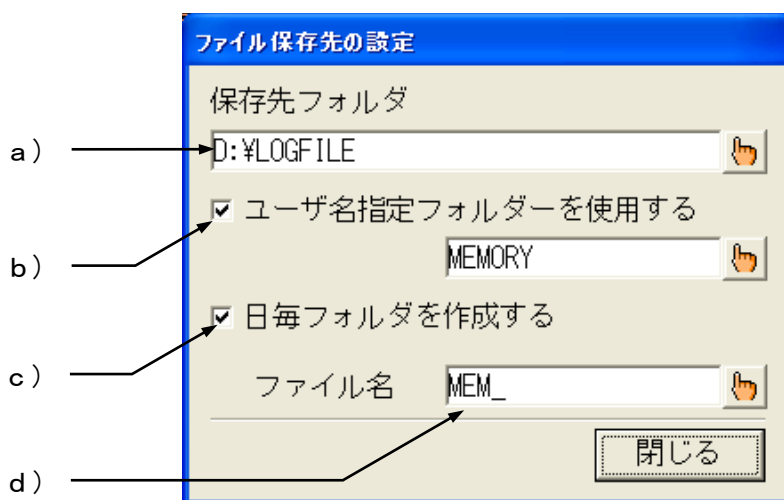 ファイル保存先の設定
保存先フォルダ
a)
D:¥LOGFILE
ユーザ名指定フォルダーを使用する
b)
MEMORY
日毎フォルダを作成する
c)
ファイル名
MEM_
閉じる
d)